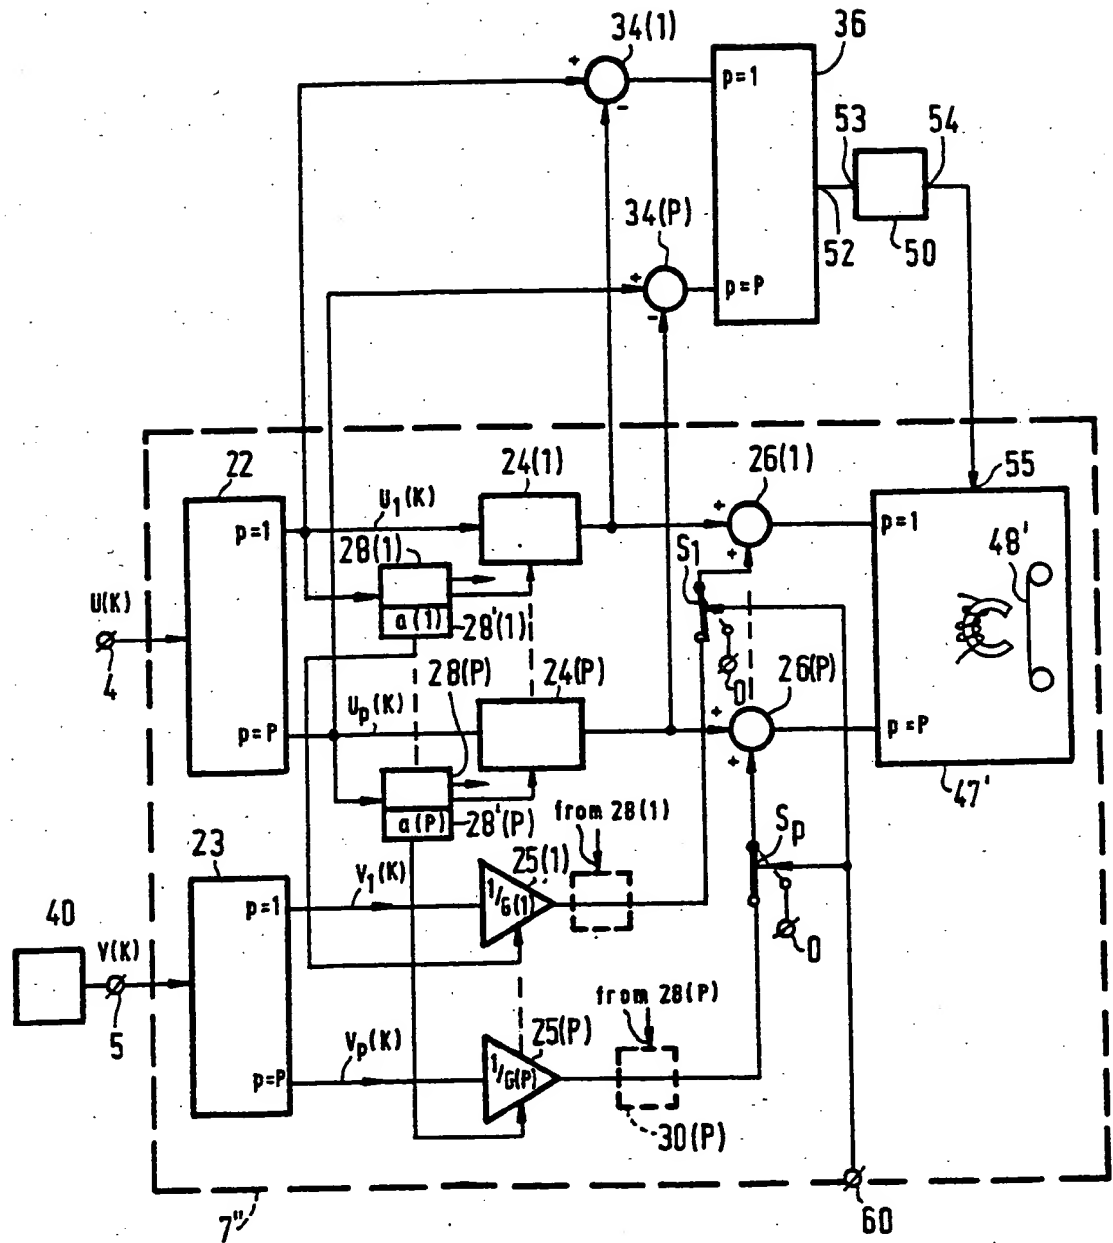 34(1)
36
+
p=1
-
53
54
34(P)
52
50
+
p=P
-
22
24(1)
26(1)
55
p=1
U₁(K)
+
p=1
28(1)
S1
+
48'
U(K)
a(1)
28'(1)
4
28(P)
24(P)
0
26(P)
p=P
Up(K)
+
p=P
+
47'
a(P)
28'(P)
from 28(1)
Sp
23
25(1)
V₁(K)
p=1
1/G(1)
40
V(K)
0
5
from 28(P)
Vp(K)
25(P)
p=P
1/G(P)
30(P)
7"
60